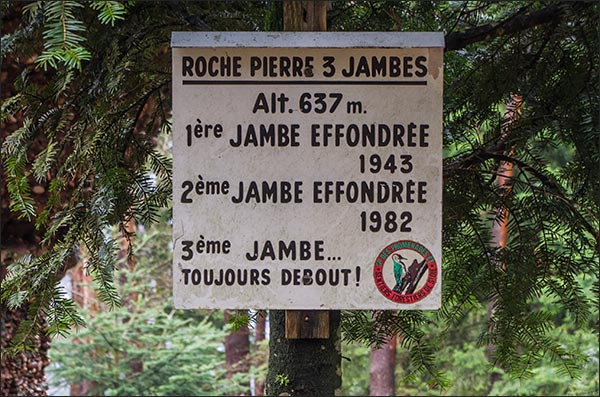 ROCHE PIERRE 3 JAMBES
Alt. 637 m.
1ère JAMBE EFFONDRÉE
1943
2ème JAMBE EFFONDRÉE
1982
3ème JAMBE...
TOUJOURS DEBOUT!